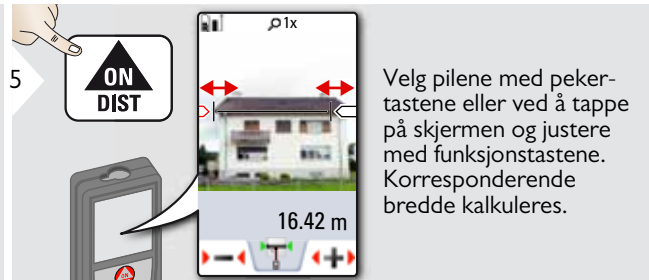 5
ON
DIST
1x
16.42 m
ON
Velg pilene med peker-
tastene eller ved å tappe
på skjermen og justere
med funksjonstastene.
Korresponderende
bredde kalkuleres.